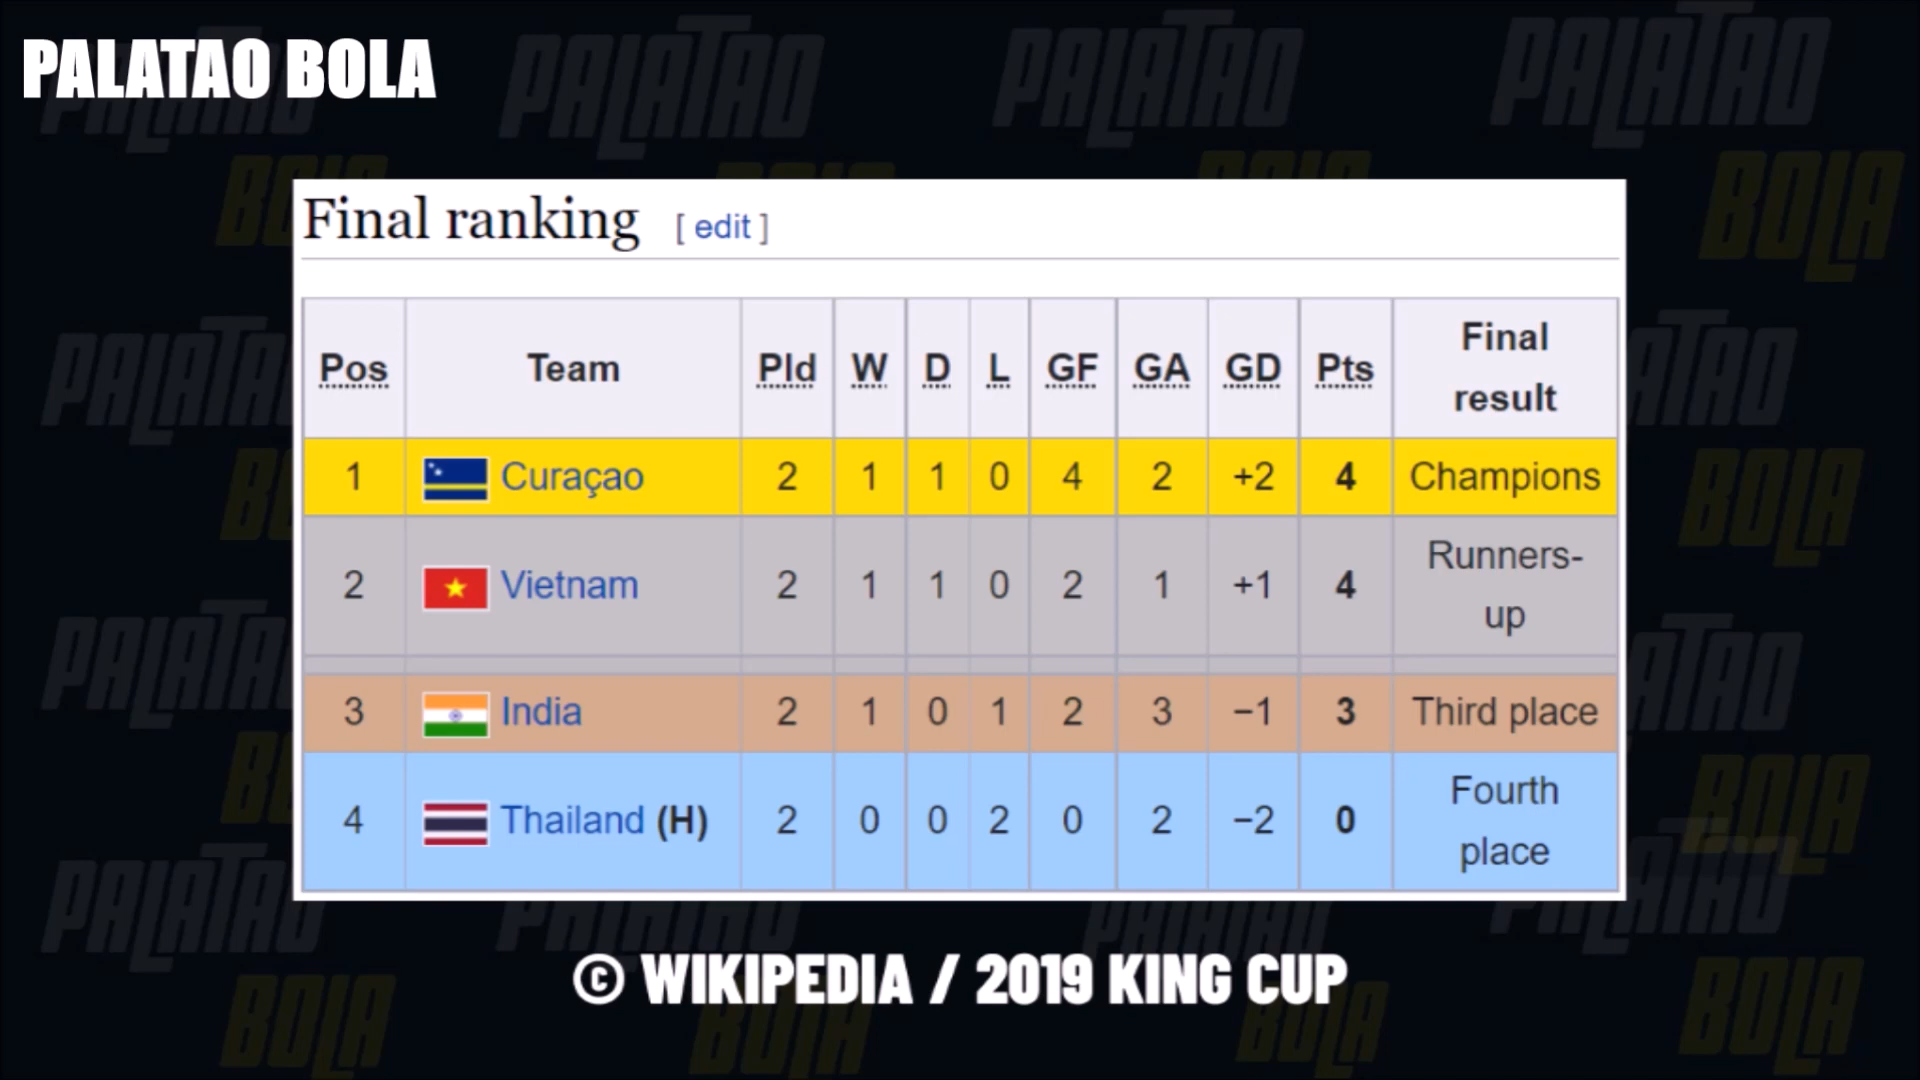 PALATAO BOLA
Final ranking [ edit ]
Pos Team Pld W D L GF GA GD Pts Final result
1 Curaçao 2 1 1 0 4 2 +2 4 Champions
2 Vietnam 2 1 1 0 2 1 +1 4 Runners-up
3 India 2 1 0 1 2 3 −1 3 Third place
4 Thailand (H) 2 0 0 2 0 2 −2 0 Fourth place
© WIKIPEDIA / 2019 KING CUP